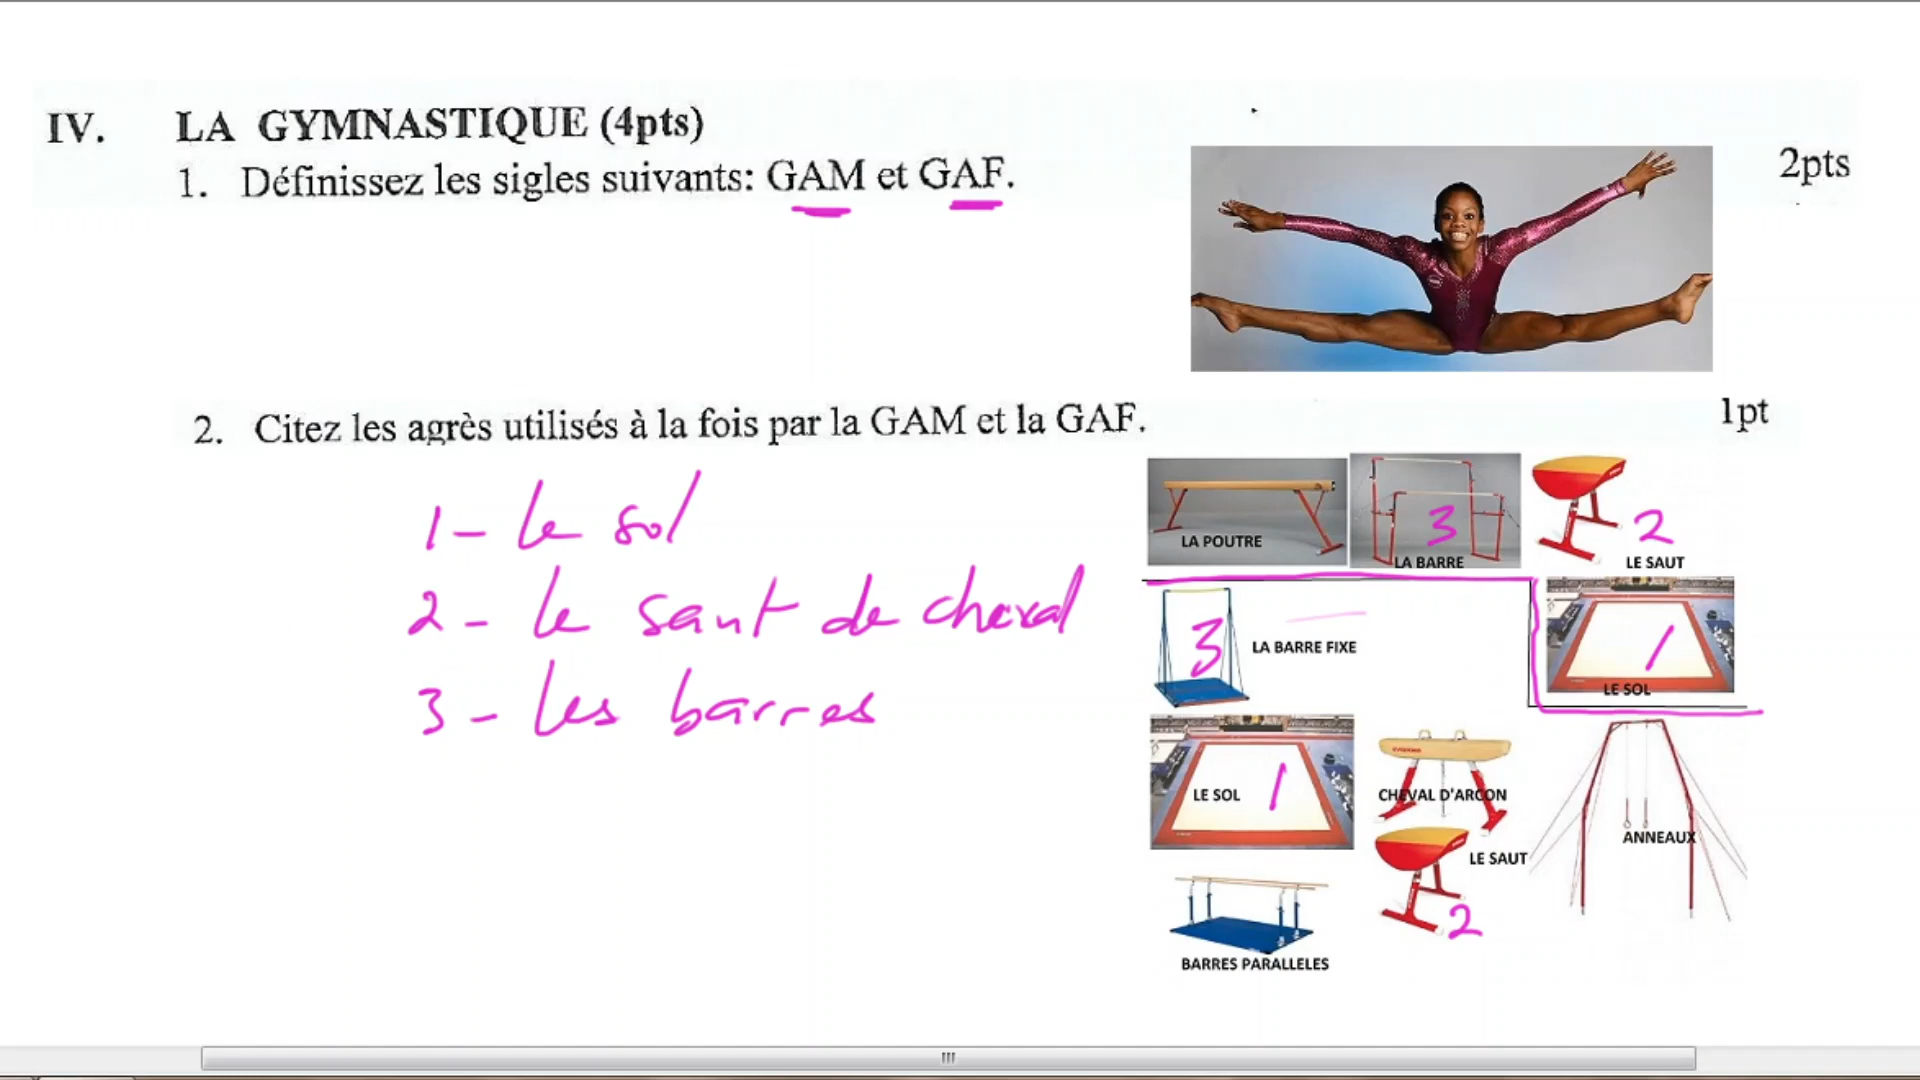 IV. LA GYMNASTIQUE (4pts)
1. Définissez les sigles suivants: GAM et GAF. 2pts
2. Citez les agrès utilisés à la fois par la GAM et la GAF. 1pt
1 - le sol
2 - le saut de cheval
3 - les barres
LA POUTRE
3
LA BARRE
2
LE SAUT
3
LA BARRE FIXE
1
LE SOL
LE SOL
1
CHEVAL D'ARCON
ANNEAUX
LE SAUT
2
BARRES PARALLELES